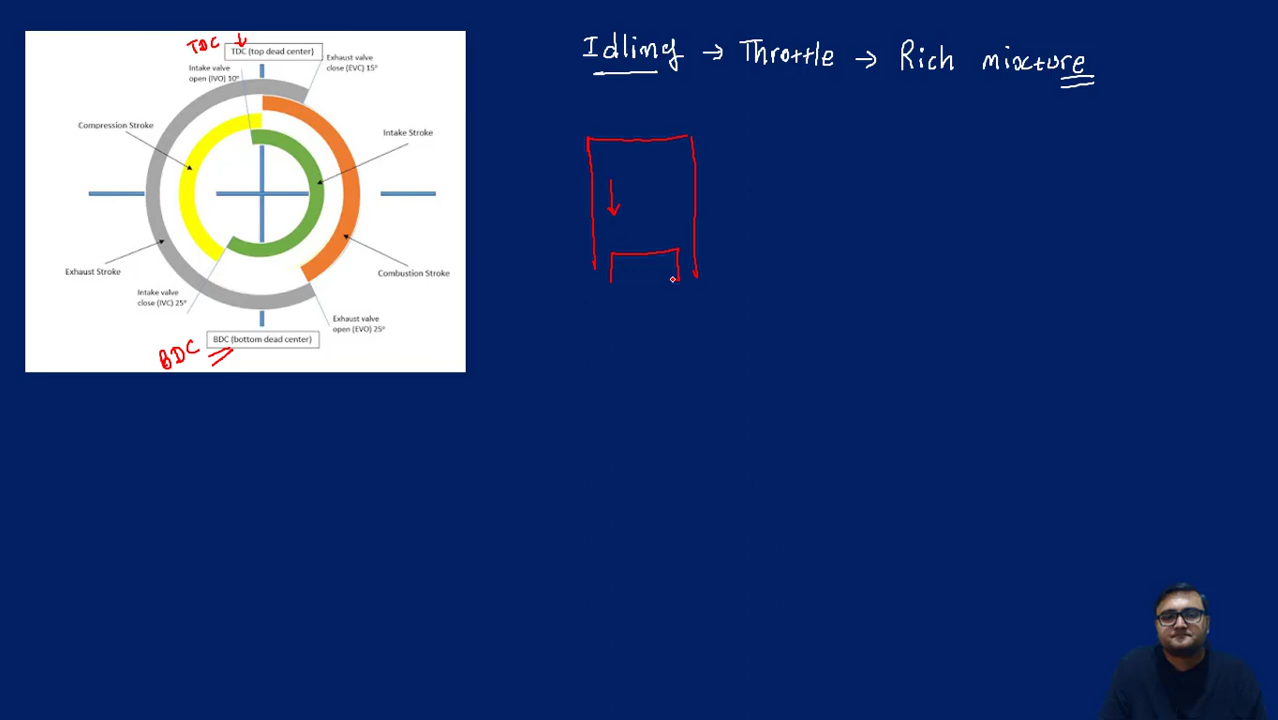 Idling → Throttle → Rich mixture
TDC
TDC (top dead center)
Exhaust valve
close (EVC) 15°
Intake valve
open (IVO) 10°
Compression Stroke
Intake Stroke
Exhaust Stroke
Combustion Stroke
Intake valve
close (IVC) 25°
Exhaust valve
open (EVO) 25°
BDC (bottom dead center)
BDC